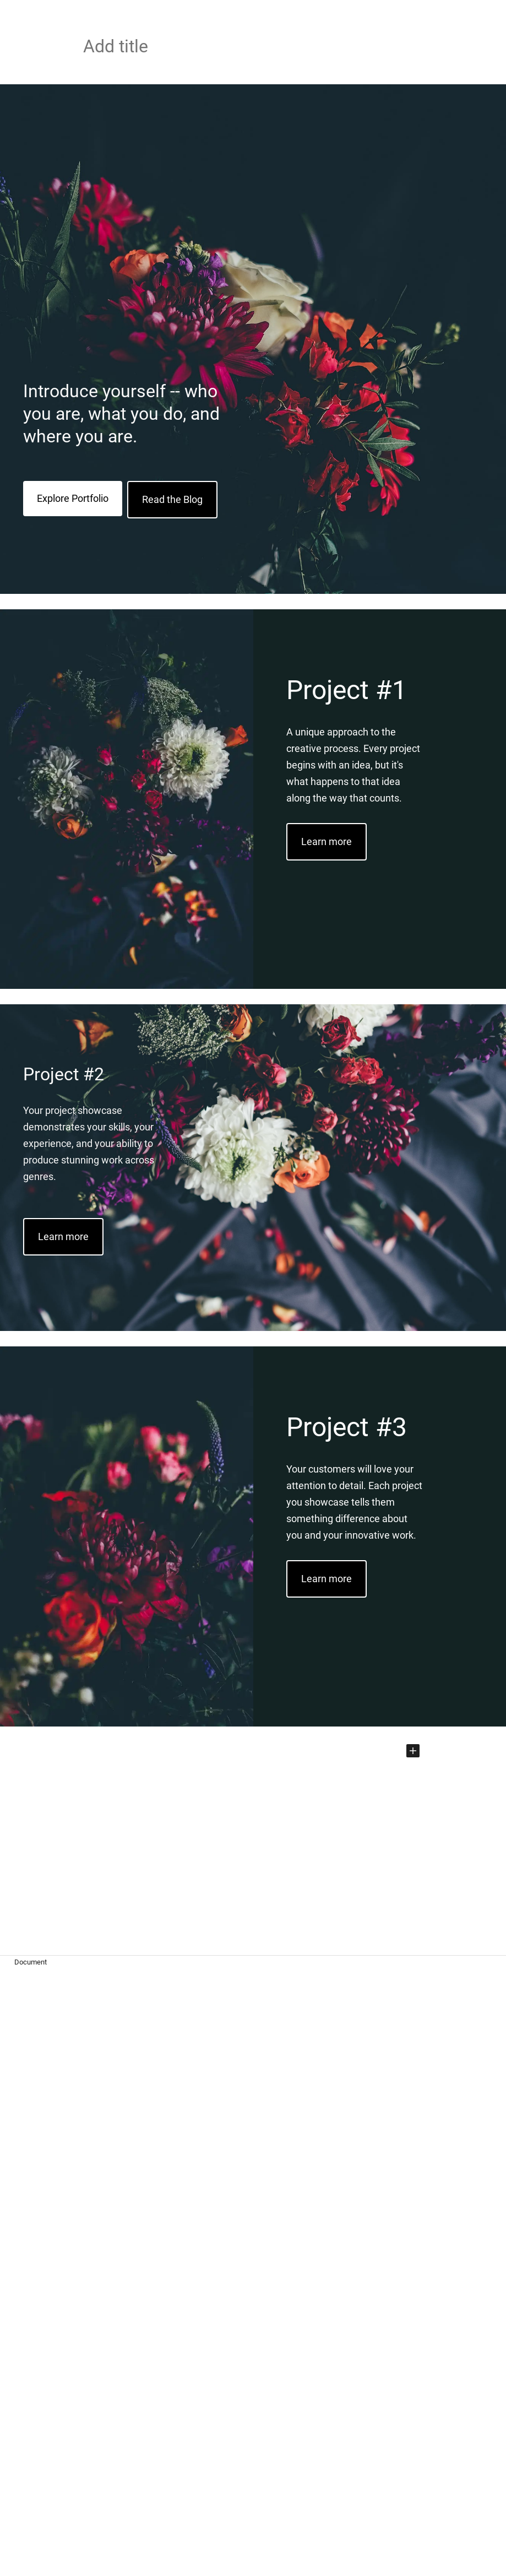 Add title
Introduce yourself -- who
you are, what you do, and
where you are.
Explore Portfolio
Read the Blog
Project #1
A unique approach to the
creative process. Every project
begins with an idea, but it's
what happens to that idea
along the way that counts.
Learn more
Project #2
Your project showcase
demonstrates your skills, your
experience, and your ability to
produce stunning work across
genres.
Learn more
Project #3
Your customers will love your
attention to detail. Each project
you showcase tells them
something difference about
you and your innovative work.
Learn more
Document